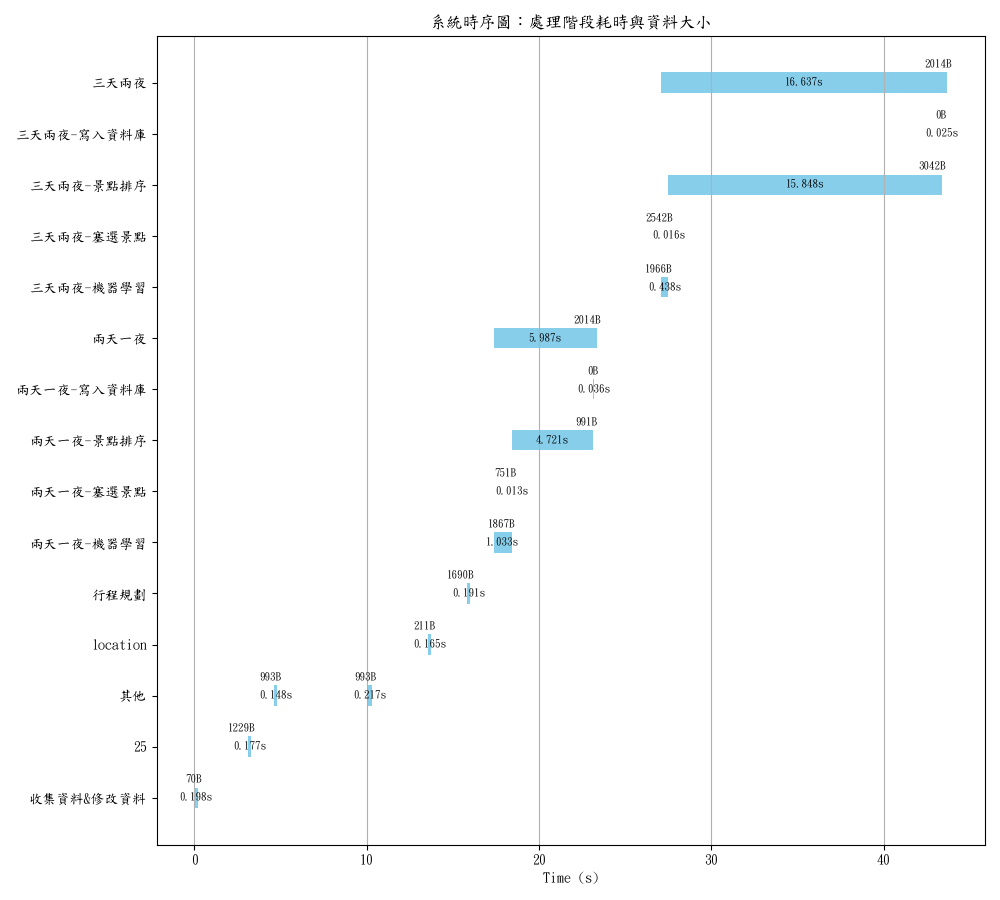 系統時序圖：處理階段耗時與資料大小
2014B
三天兩夜
16.637s
0B
三天兩夜-寫入資料庫
0.025s
3042B
三天兩夜-景點排序
15.848s
2542B
三天兩夜-塞選景點
0.016s
1966B
三天兩夜-機器學習
0.438s
2014B
兩天一夜
5.987s
0B
兩天一夜-寫入資料庫
0.036s
991B
兩天一夜-景點排序
4.721s
751B
兩天一夜-塞選景點
0.013s
1867B
兩天一夜-機器學習
1.033s
1690B
行程規劃
0.191s
211B
location
0.165s
993B 993B
其他
0.148s 0.217s
1229B
25
0.177s
70B
收集資料&修改資料
0.198s
0 10 20 30 40
Time (s)